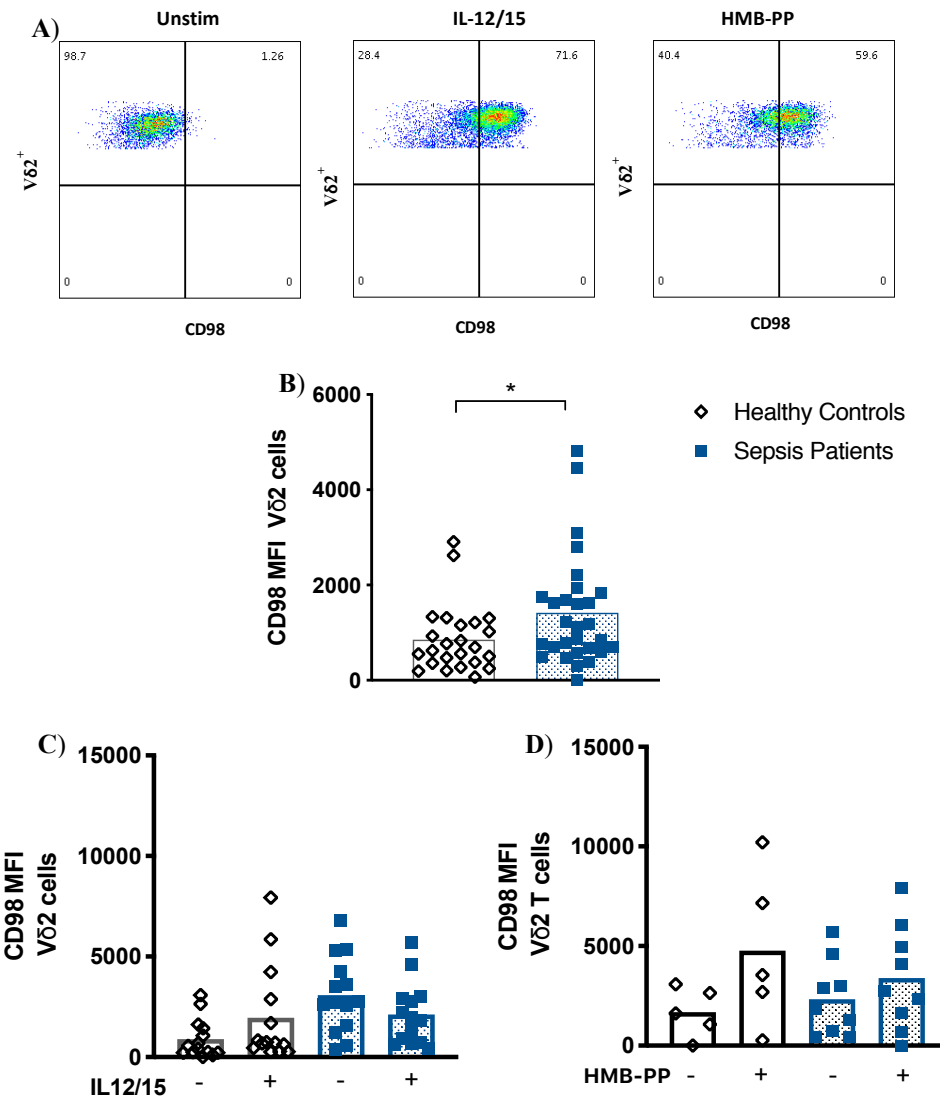 A)
Unstim
IL-12/15
HMB-PP
98.7
1.26
28.4
71.6
40.4
59.6
Vδ2+
Vδ2+
Vδ2+
0
0
0
0
0
0
CD98
CD98
CD98
B)
*
6000
4000
2000
0
CD98 MFI Vδ2 cells
Healthy Controls
Sepsis Patients
C)
15000
10000
5000
0
CD98 MFI
Vδ2 cells
IL12/15
-
+
-
+
D)
15000
10000
5000
0
CD98 MFI
Vδ2 T cells
HMB-PP
-
+
-
+